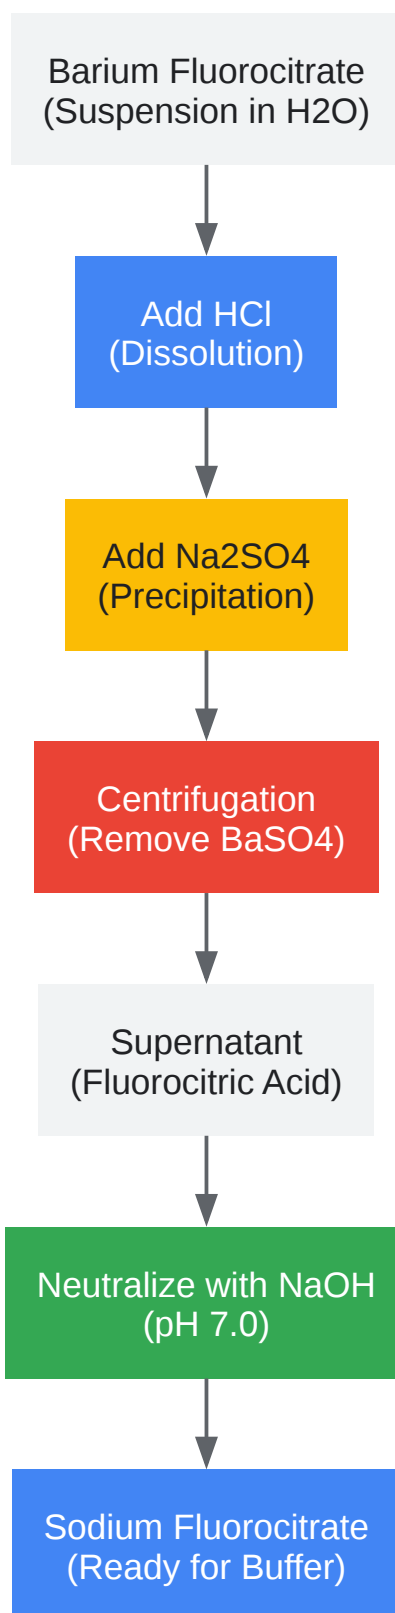 Barium Fluorocitrate
(Suspension in H2O)
Add HCl
(Dissolution)
Add Na2SO4
(Precipitation)
Centrifugation
(Remove BaSO4)
Supernatant
(Fluorocitric Acid)
Neutralize with NaOH
(pH 7.0)
Sodium Fluorocitrate
(Ready for Buffer)